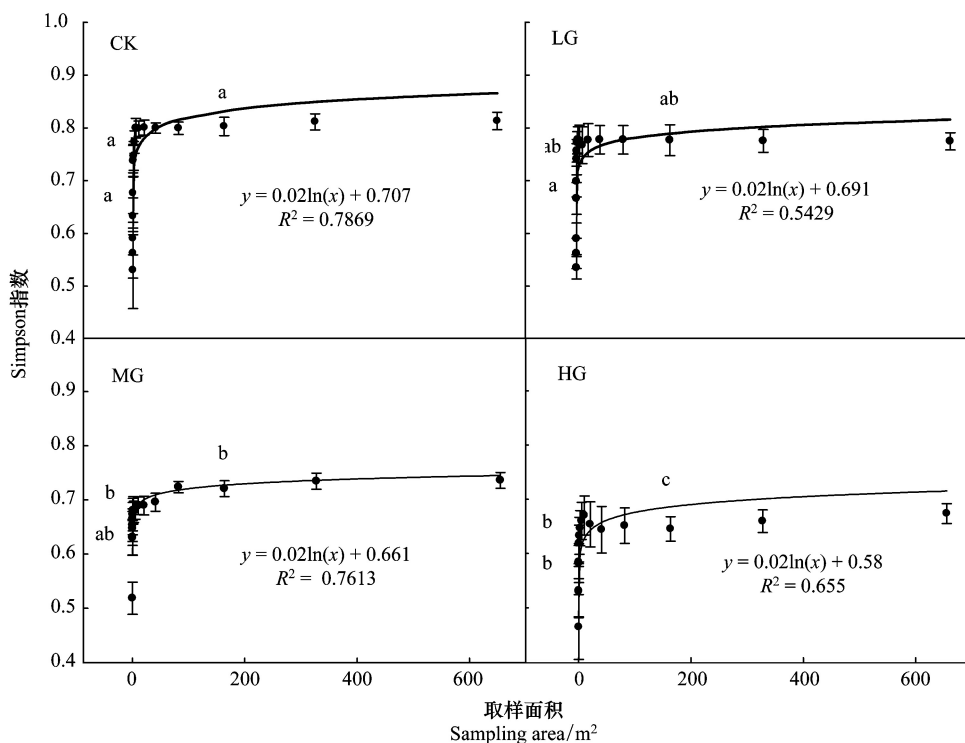 1.0
CK
LG
0.9
a
ab
0.8
a
ab
0.7
a
a
y = 0.02ln(x) + 0.707
R² = 0.7869
y = 0.02ln(x) + 0.691
R² = 0.5429
0.6
0.5
0.4
Simpson指数
MG
HG
0.9
0.8
b
c
0.7
b
b
ab
b
0.6
y = 0.02ln(x) + 0.661
R² = 0.7613
y = 0.02ln(x) + 0.58
R² = 0.655
0.5
0.4
0 200 400 600 0 200 400 600
取样面积
Sampling area/m²